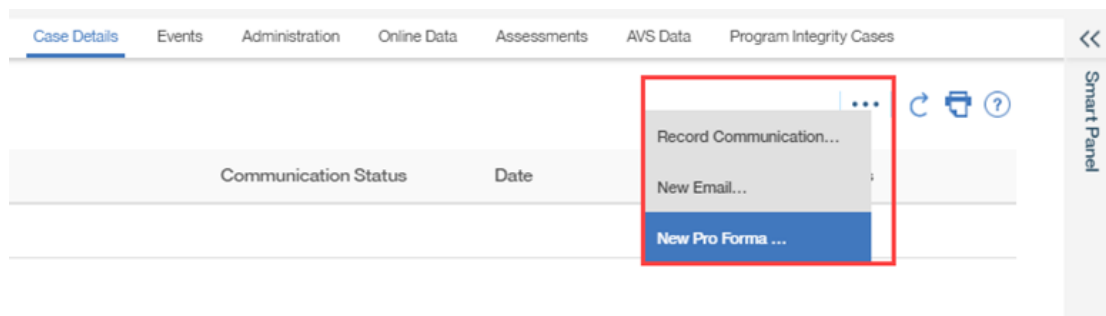 Case Details Events Administration Online Data Assessments AVS Data Program Integrity Cases
Smart Panel
Record Communication...
Communication Status Date
New Email...
New Pro Forma ...